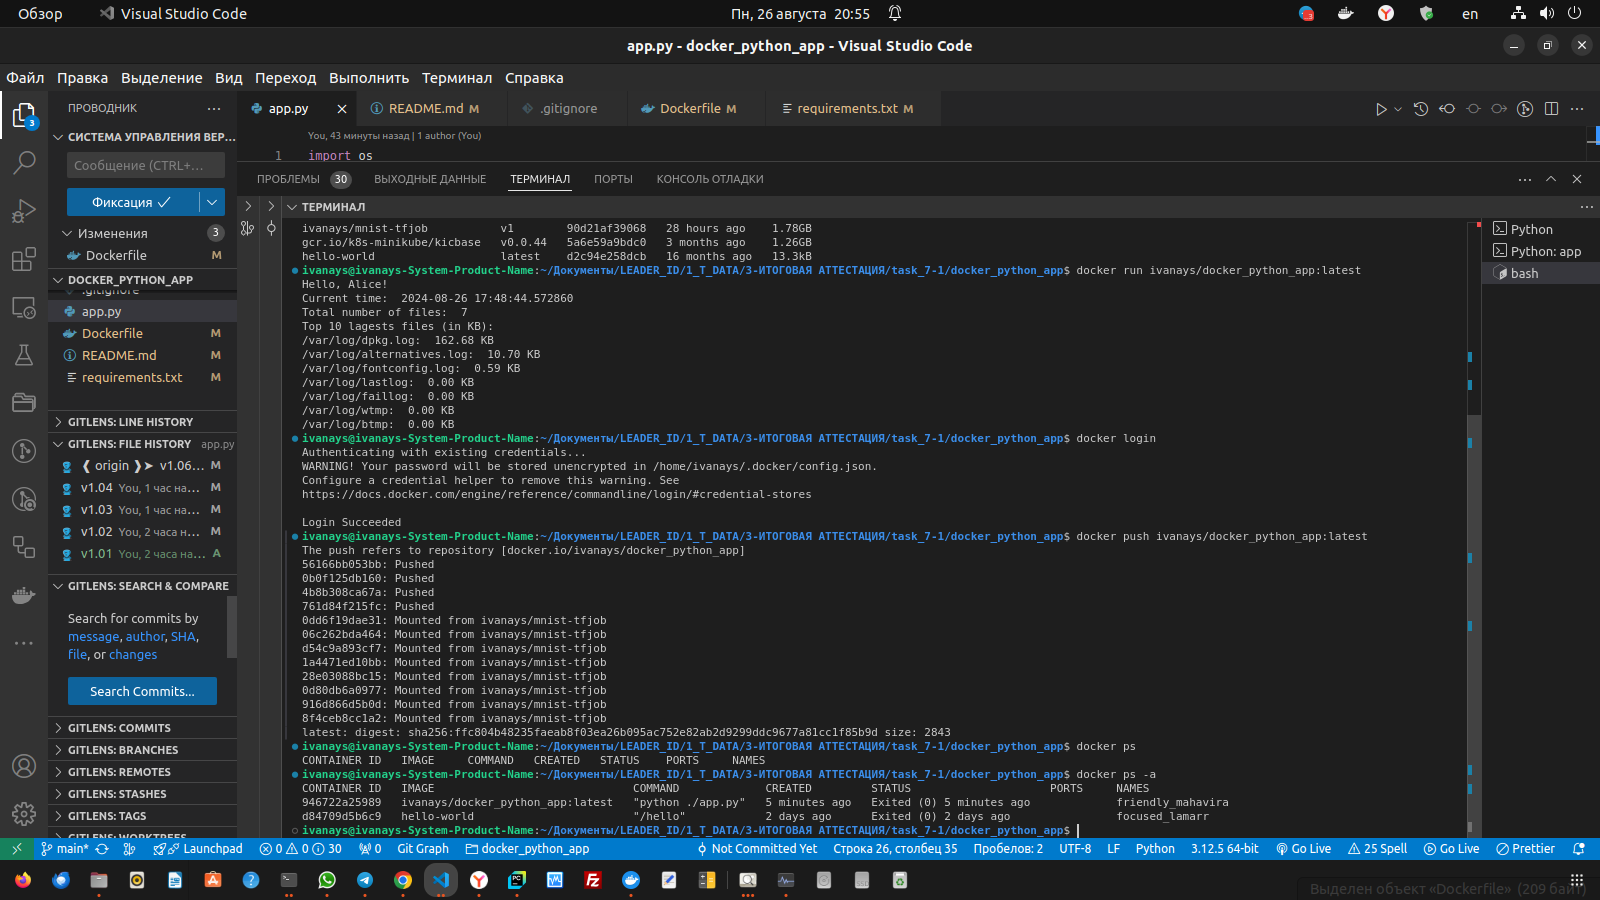 Обзор
Visual Studio Code
Пн, 26 августа 20:55
en
app.py - docker_python_app - Visual Studio Code
Файл Правка Выделение Вид Переход Выполнить Терминал Справка
ПРОВОДНИК
app.py
README.md M
.gitignore
Dockerfile M
requirements.txt M
СИСТЕМА УПРАВЛЕНИЯ ВЕР...
Сообщение (CTRL+...
Фиксация
Изменения 3
Dockerfile M
DOCKER_PYTHON_APP
.gitignore
app.py
Dockerfile M
README.md M
requirements.txt M
GITLENS: LINE HISTORY
GITLENS: FILE HISTORY app.py
origin v1.06... M
v1.04 You, 1 час на... M
v1.03 You, 1 час на... M
v1.02 You, 2 часа н... M
v1.01 You, 2 часа на... A
GITLENS: SEARCH & COMPARE
Search for commits by
message, author, SHA,
file, or changes
Search Commits...
GITLENS: COMMITS
GITLENS: BRANCHES
GITLENS: REMOTES
GITLENS: STASHES
GITLENS: TAGS
GITLENS: WORKTREES
You, 43 минуты назад | 1 author (You)
1 import os
ПРОБЛЕМЫ 30 ВЫХОДНЫЕ ДАННЫЕ ТЕРМИНАЛ ПОРТЫ КОНСОЛЬ ОТЛАДКИ
ТЕРМИНАЛ
ivanays/mnist-tfjob v1 90d21af39068 28 hours ago 1.78GB
gcr.io/k8s-minikube/kicbase v0.0.44 5a6e59a9bdc0 3 months ago 1.26GB
hello-world latest d2c94e258dcb 16 months ago 13.3kB
ivanays@ivanays-System-Product-Name:~/Документы/LEADER_ID/1_T_DATA/3-ИТОГОВАЯ АТТЕСТАЦИЯ/task_7-1/docker_python_app$ docker run ivanays/docker_python_app:latest
Hello, Alice!
Current time: 2024-08-26 17:48:44.572860
Total number of files: 7
Top 10 lagests files (in KB):
/var/log/dpkg.log: 162.68 KB
/var/log/alternatives.log: 10.70 KB
/var/log/fontconfig.log: 0.59 KB
/var/log/lastlog: 0.00 KB
/var/log/faillog: 0.00 KB
/var/log/wtmp: 0.00 KB
/var/log/btmp: 0.00 KB
ivanays@ivanays-System-Product-Name:~/Документы/LEADER_ID/1_T_DATA/3-ИТОГОВАЯ АТТЕСТАЦИЯ/task_7-1/docker_python_app$ docker login
Authenticating with existing credentials...
WARNING! Your password will be stored unencrypted in /home/ivanays/.docker/config.json.
Configure a credential helper to remove this warning. See
https://docs.docker.com/engine/reference/commandline/login/#credential-stores
Login Succeeded
ivanays@ivanays-System-Product-Name:~/Документы/LEADER_ID/1_T_DATA/3-ИТОГОВАЯ АТТЕСТАЦИЯ/task_7-1/docker_python_app$ docker push ivanays/docker_python_app:latest
The push refers to repository [docker.io/ivanays/docker_python_app]
56166bb053bb: Pushed
0b0f125db160: Pushed
4b8b308ca67a: Pushed
761d84f215fc: Pushed
0dd6f19dae31: Mounted from ivanays/mnist-tfjob
06c262bda464: Mounted from ivanays/mnist-tfjob
d54c9a893cf7: Mounted from ivanays/mnist-tfjob
1a4471ed10bb: Mounted from ivanays/mnist-tfjob
28e03088bc15: Mounted from ivanays/mnist-tfjob
0d80db6a0977: Mounted from ivanays/mnist-tfjob
916d866d5b0d: Mounted from ivanays/mnist-tfjob
8f4ceb8cc1a2: Mounted from ivanays/mnist-tfjob
latest: digest: sha256:ffc804b48235faeab8f03ea26b095ac752e82ab2d9299ddc9677a81cc1f85b9d size: 2843
ivanays@ivanays-System-Product-Name:~/Документы/LEADER_ID/1_T_DATA/3-ИТОГОВАЯ АТТЕСТАЦИЯ/task_7-1/docker_python_app$ docker ps
CONTAINER ID IMAGE COMMAND CREATED STATUS PORTS NAMES
ivanays@ivanays-System-Product-Name:~/Документы/LEADER_ID/1_T_DATA/3-ИТОГОВАЯ АТТЕСТАЦИЯ/task_7-1/docker_python_app$ docker ps -a
CONTAINER ID IMAGE COMMAND CREATED STATUS PORTS NAMES
946722a25989 ivanays/docker_python_app:latest "python ./app.py" 5 minutes ago Exited (0) 5 minutes ago friendly_mahavira
d84709d5b6c9 hello-world "/hello" 2 days ago Exited (0) 2 days ago focused_lamarr
ivanays@ivanays-System-Product-Name:~/Документы/LEADER_ID/1_T_DATA/3-ИТОГОВАЯ АТТЕСТАЦИЯ/task_7-1/docker_python_app$
Python
Python: app
bash
main* Launchpad 0 0 30 0 Git Graph docker_python_app Not Committed Yet Строка 26, столбец 35 Пробелов: 2 UTF-8 LF Python 3.12.5 64-bit Go Live 25 Spell Go Live Prettier
Выделен объект «Dockerfile» (209 байт)